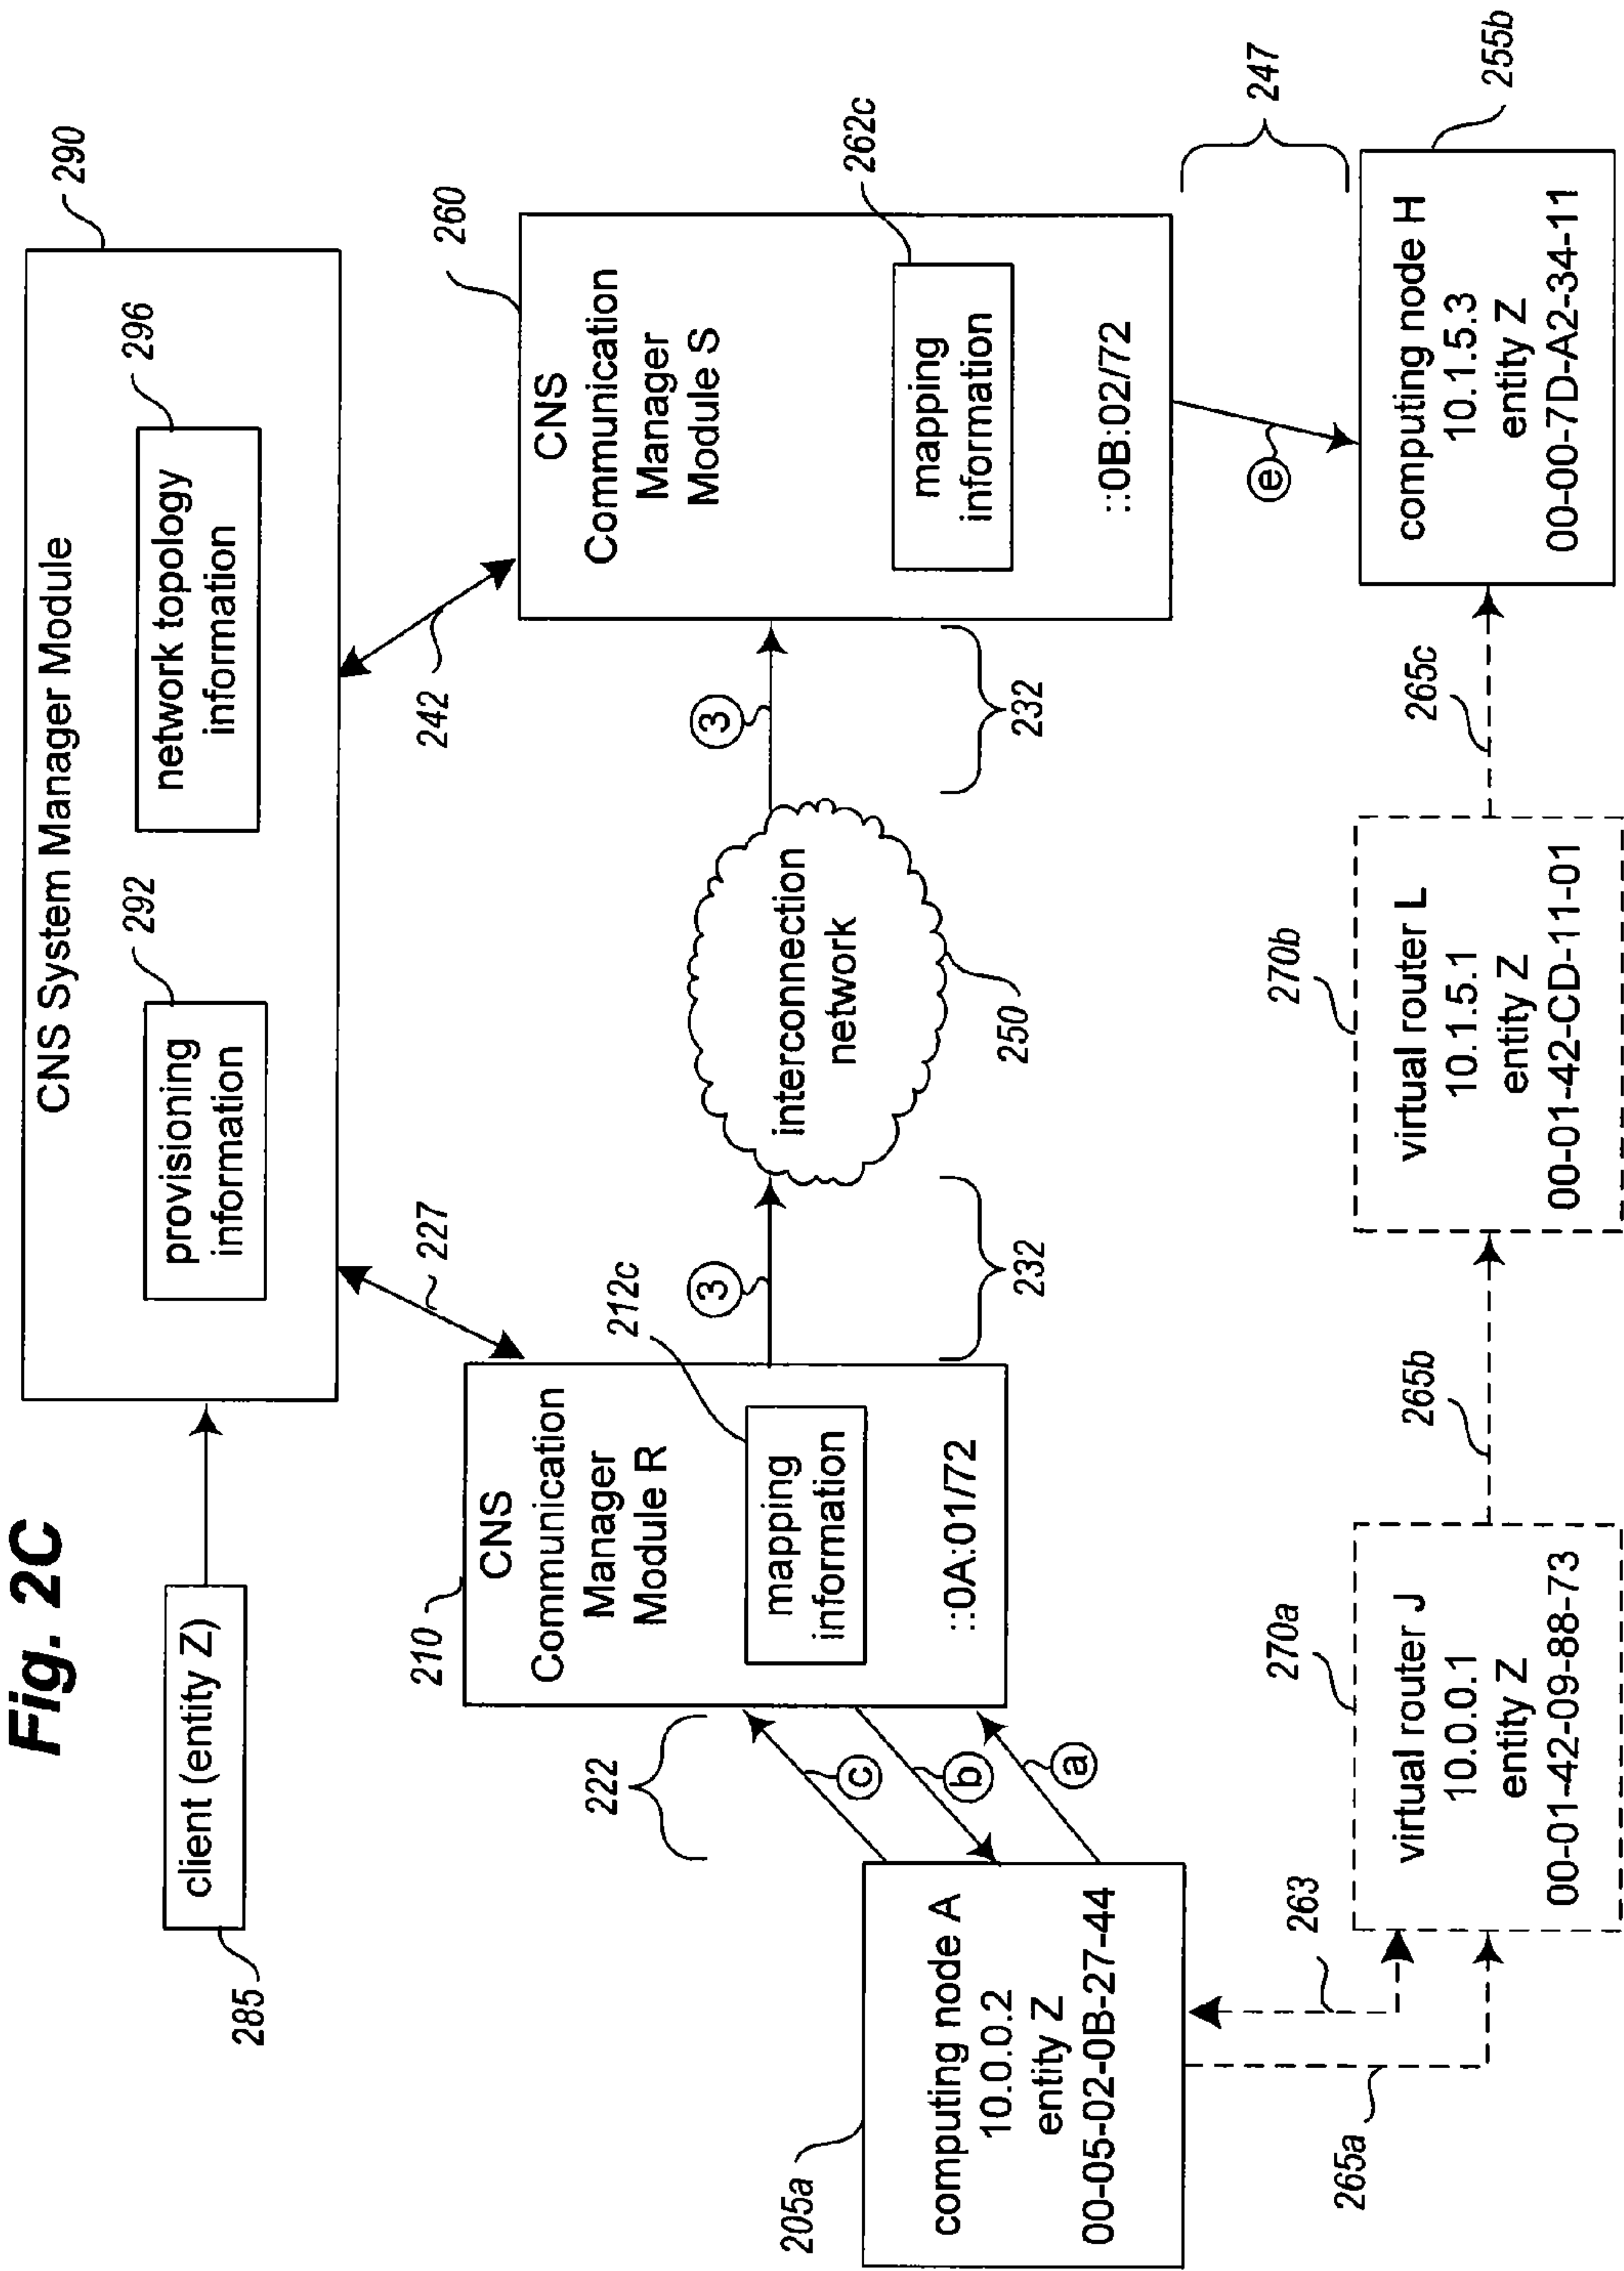 Fig. 2C
285
client (entity Z)
CNS System Manager Module
290
provisioning
information
292
network topology
information
296
227
242
210
CNS
Communication
Manager
Module R
mapping
information
212c
::0A:01/72
3
232
interconnection
network
250
3
232
260
CNS
Communication
Manager
Module S
mapping
information
262c
::0B:02/72
222
c
b
a
e
247
205a
computing node A
10.0.0.2
entity Z
00-05-02-0B-27-44
263
265a
270a
virtual router J
10.0.0.1
entity Z
00-01-42-09-88-73
265b
270b
virtual router L
10.1.5.1
entity Z
00-01-42-CD-11-01
265c
255b
computing node H
10.1.5.3
entity Z
00-00-7D-A2-34-11